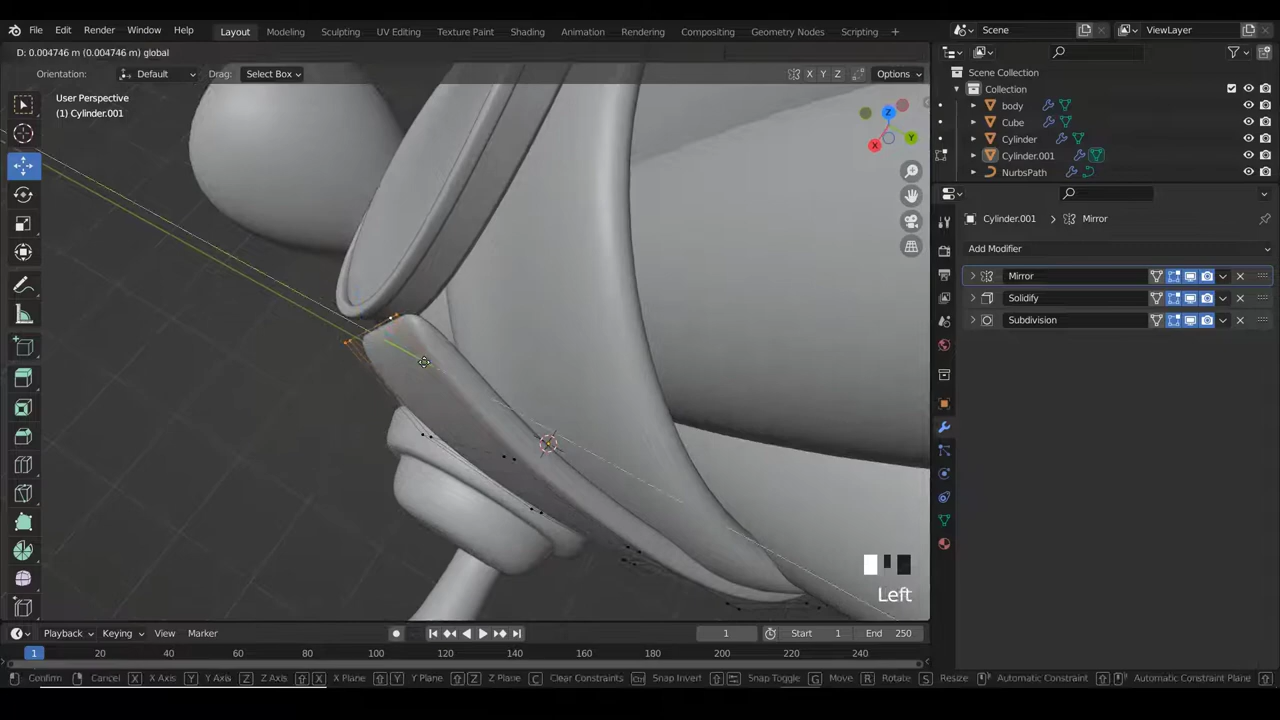 File Edit Render Window Help Layout Modeling Sculpting UV Editing Texture Paint Shading Animation Rendering Compositing Geometry Nodes Scripting + Scene ViewLayer
D: 0.004746 m (0.004746 m) global
Orientation: Default Drag: Select Box X Y Z Options
Scene Collection
Collection
body
Cube
Cylinder
Cylinder.001
NurbsPath
User Perspective
(1) Cylinder.001
Z
Y
X
Cylinder.001 > Mirror
Add Modifier
Mirror
Solidify
Subdivision
Left
Playback Keying View Marker 1 Start 1 End 250
1 20 40 60 80 100 120 140 160 180 200 220 240
Confirm Cancel X X Axis Y Y Axis Z Z Axis X X Plane Y Y Plane Z Z Plane C Clear Constraints Ctrl Snap Invert Snap Toggle G Move R Rotate S Resize Automatic Constraint Automatic Constraint Plane